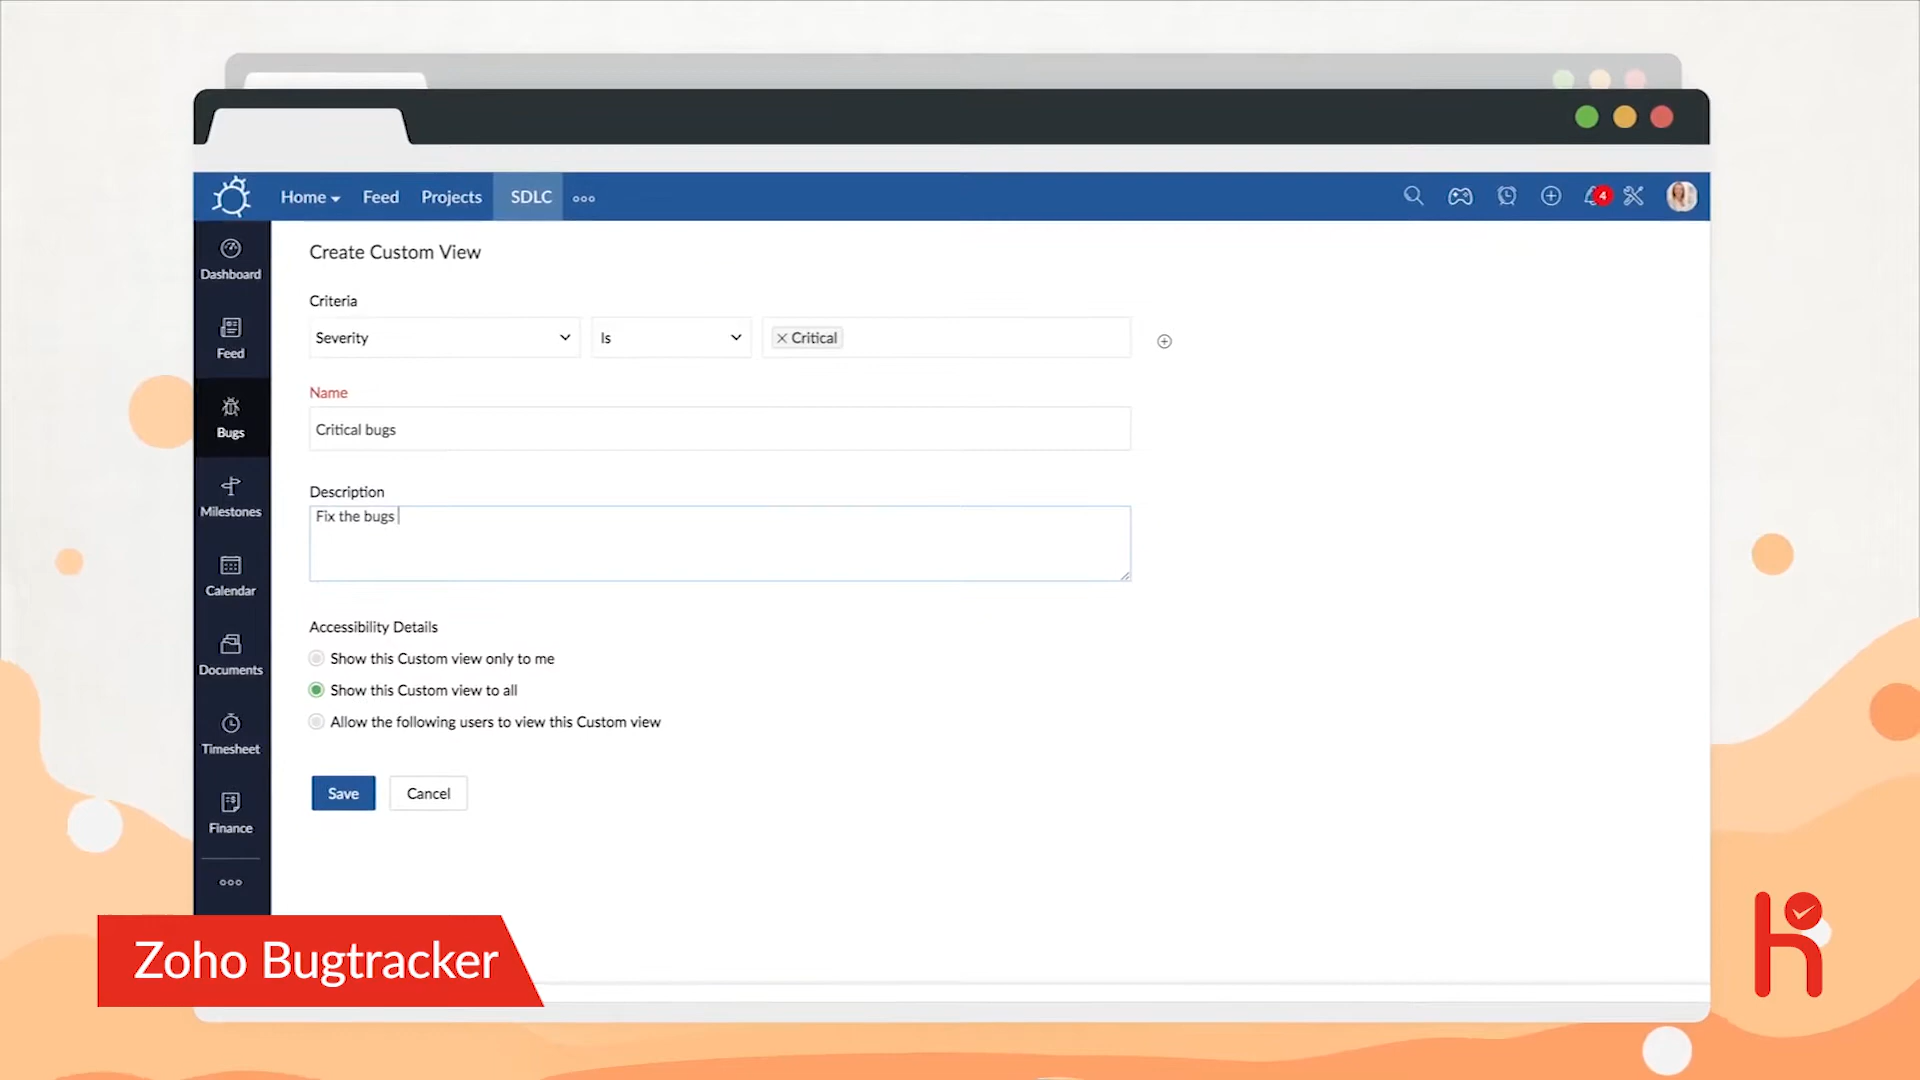 Home Feed Projects SDLC
4
Dashboard
Feed
Bugs
Milestones
Calendar
Documents
Timesheet
Finance
Create Custom View
Criteria
Severity Is Critical
Name
Critical bugs
Description
Fix the bugs
Accessibility Details
Show this Custom view only to me
Show this Custom view to all
Allow the following users to view this Custom view
Save Cancel
Zoho Bugtracker